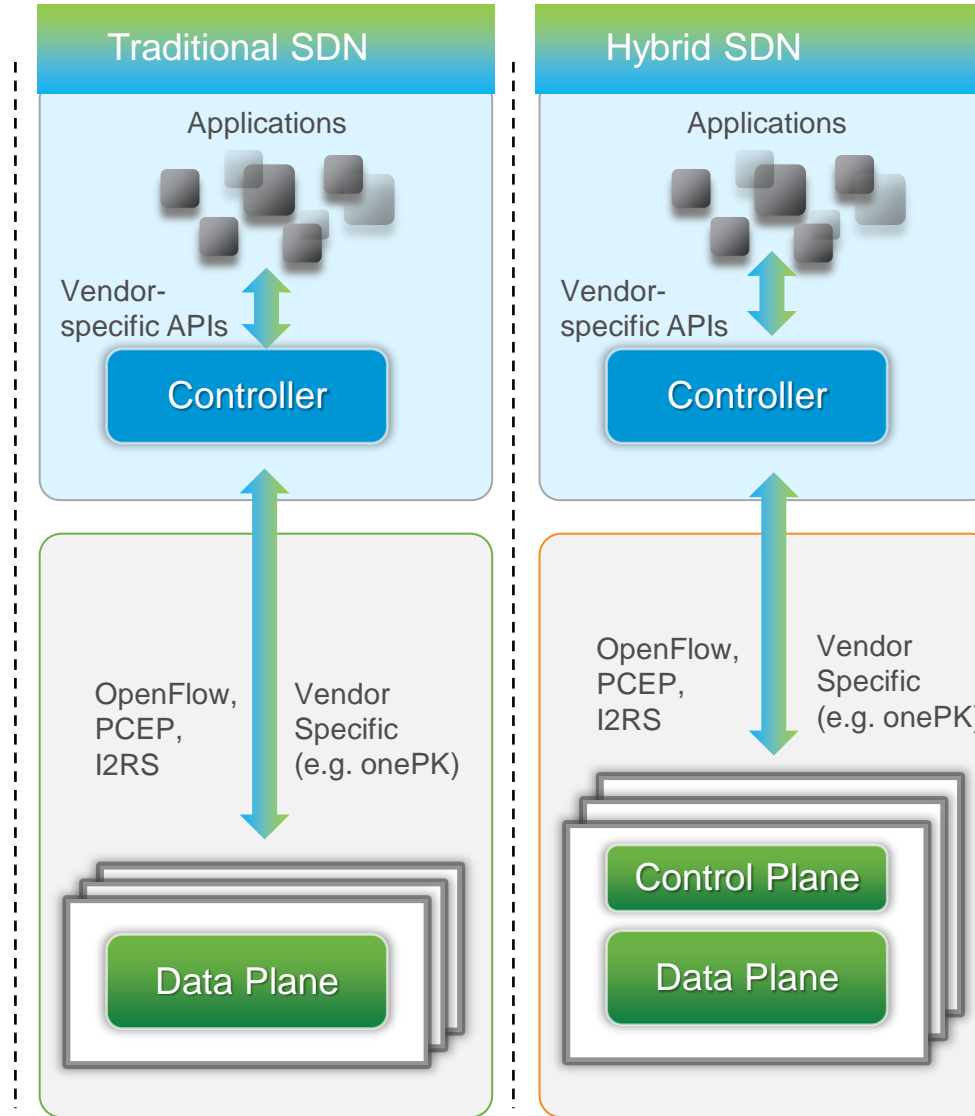 Traditional SDN
Applications
Vendor-
specific APIs
Controller
OpenFlow,
PCEP,
I2RS
Vendor
Specific
(e.g. onePK)
Data Plane
Hybrid SDN
Applications
Vendor-
specific APIs
Controller
OpenFlow,
PCEP,
I2RS
Vendor
Specific
(e.g. onePK)
Control Plane
Data Plane